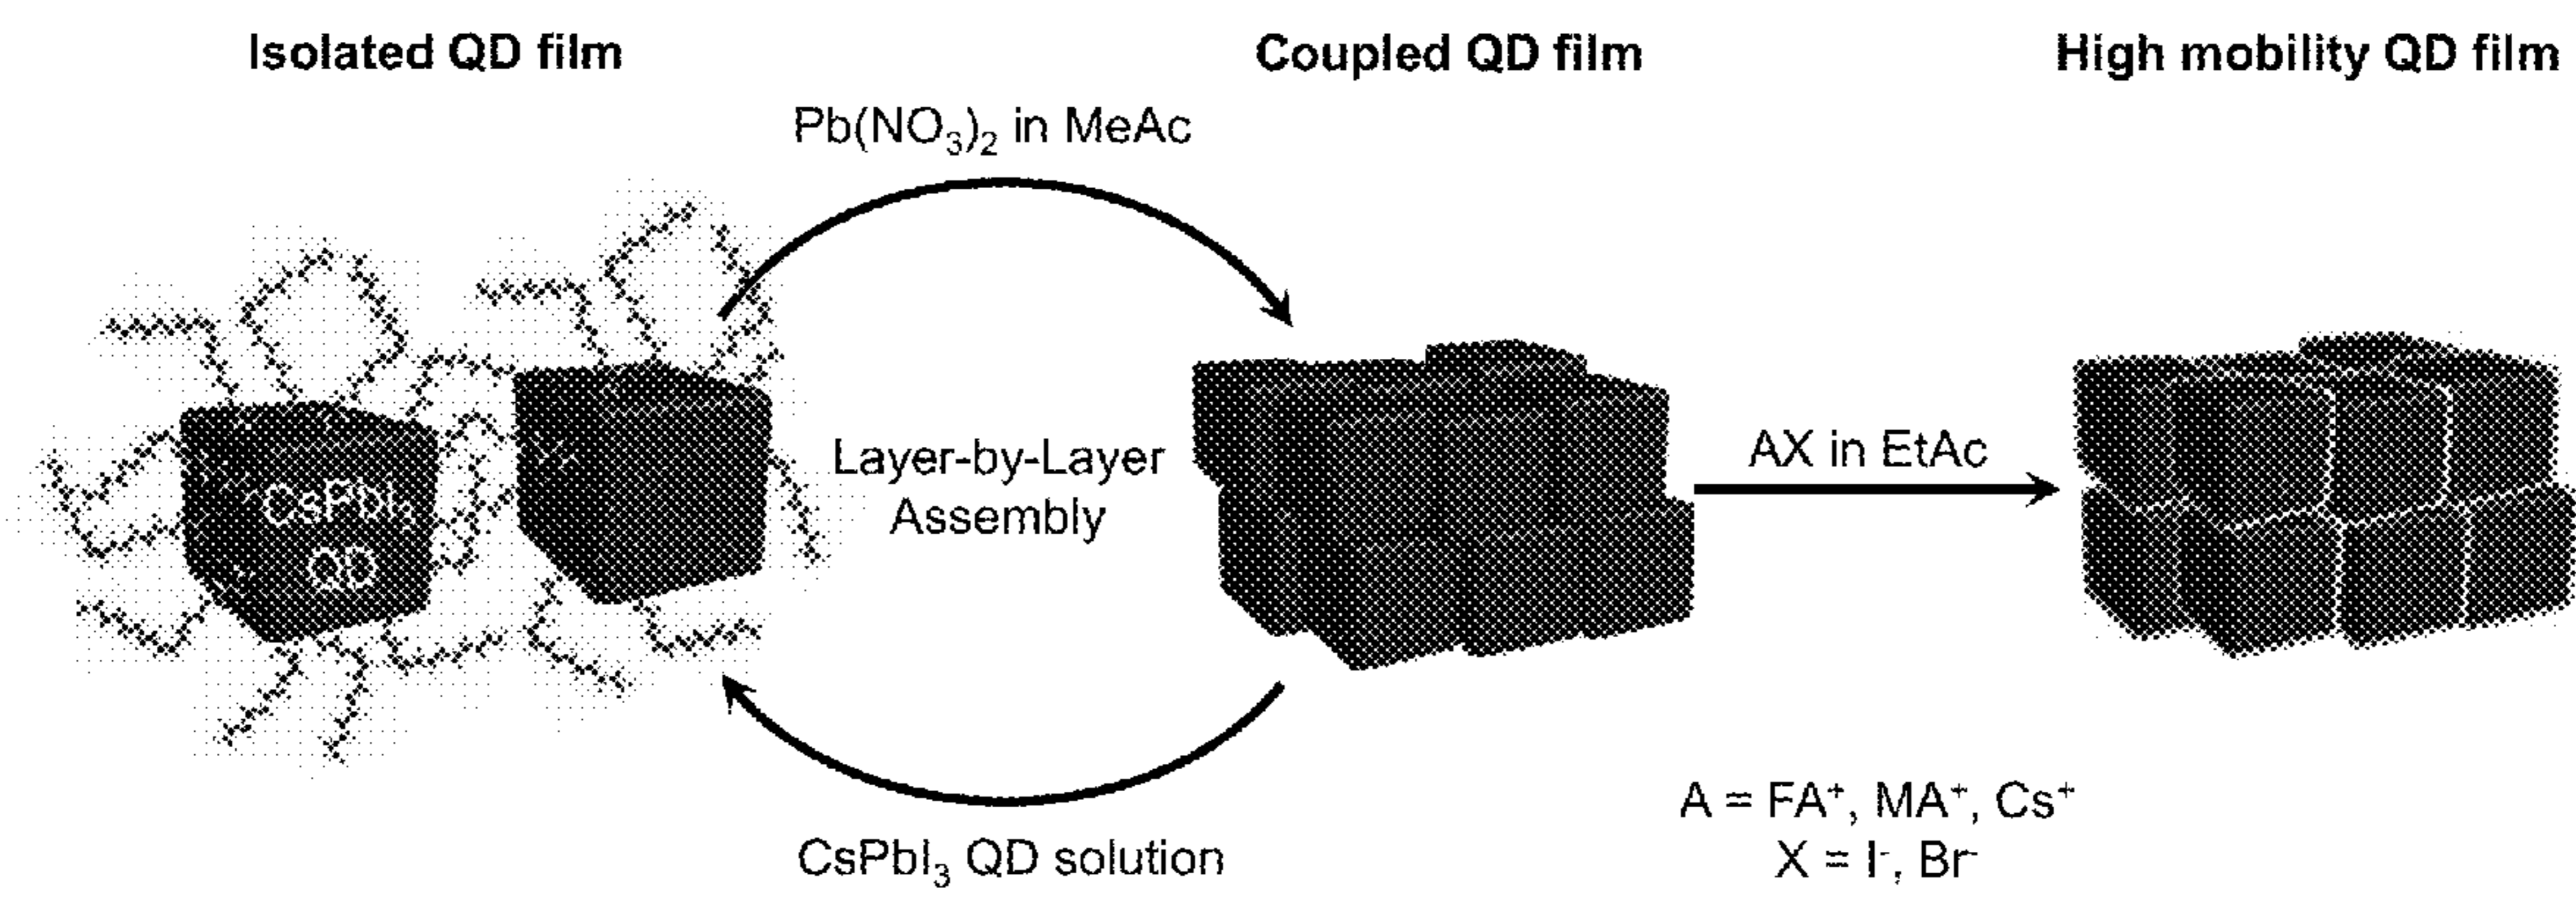 Isolated QD film
Coupled QD film
High mobility QD film
Pb(NO₃)₂ in MeAc
Layer-by-Layer
Assembly
CsPbI₃
QD
AX in EtAc
CsPbI₃ QD solution
A = FA⁺, MA⁺, Cs⁺
X = I⁻, Br⁻